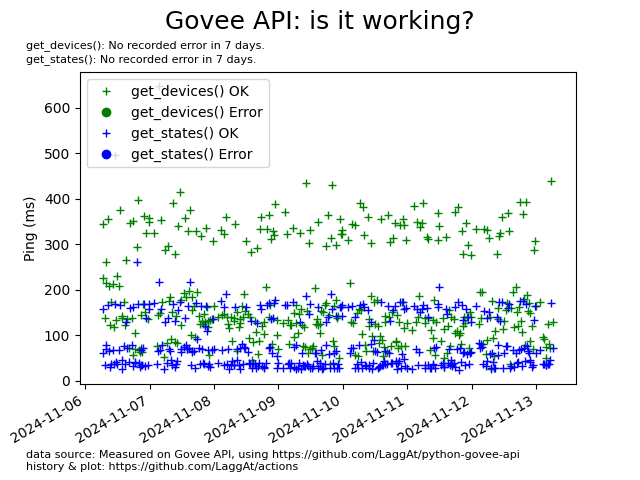 Govee API: is it working?
get_devices(): No recorded error in 7 days.
get_states(): No recorded error in 7 days.
get_devices() OK
get_devices() Error
get_states() OK
get_states() Error
Ping (ms)
600
500
400
300
200
100
0
2024-11-06
2024-11-07
2024-11-08
2024-11-09
2024-11-10
2024-11-11
2024-11-12
2024-11-13
data source: Measured on Govee API, using https://github.com/LaggAt/python-govee-api
history & plot: https://github.com/LaggAt/actions